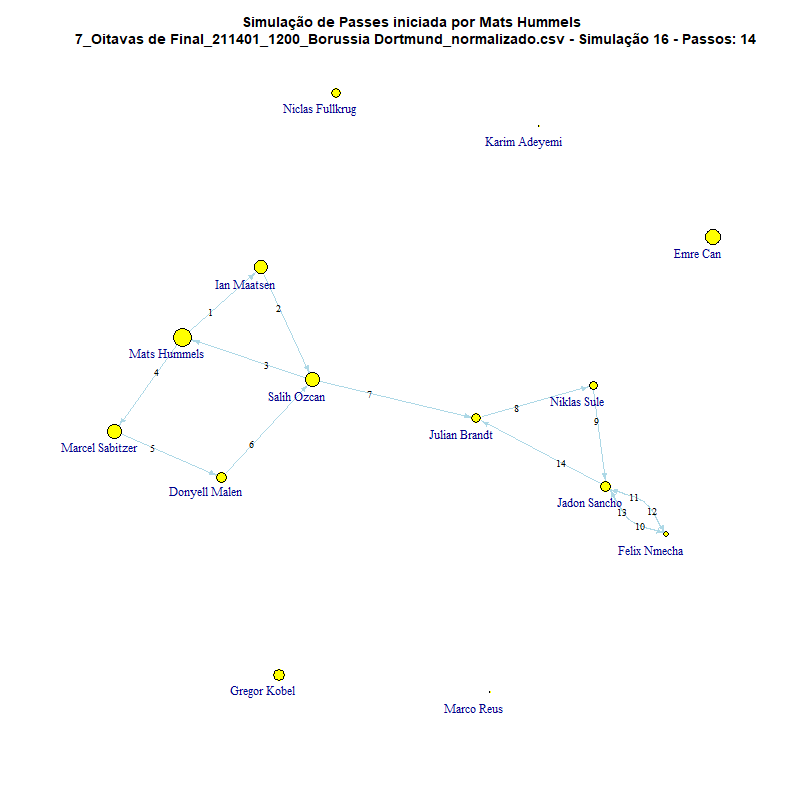 Simulação de Passes iniciada por Mats Hummels
7_Oitavas de Final_211401_1200_Borussia Dortmund_normalizado.csv - Simulação 16 - Passos: 14
Niclas Fullkrug
Karim Adeyemi
Emre Can
Ian Maatsen
1
2
Mats Hummels
3
4
Salih Ozcan
7
Niklas Sule
8
Julian Brandt
9
Marcel Sabitzer
5
6
14
Donyell Malen
Jadon Sancho
11
13
12
10
Felix Nmecha
Gregor Kobel
Marco Reus